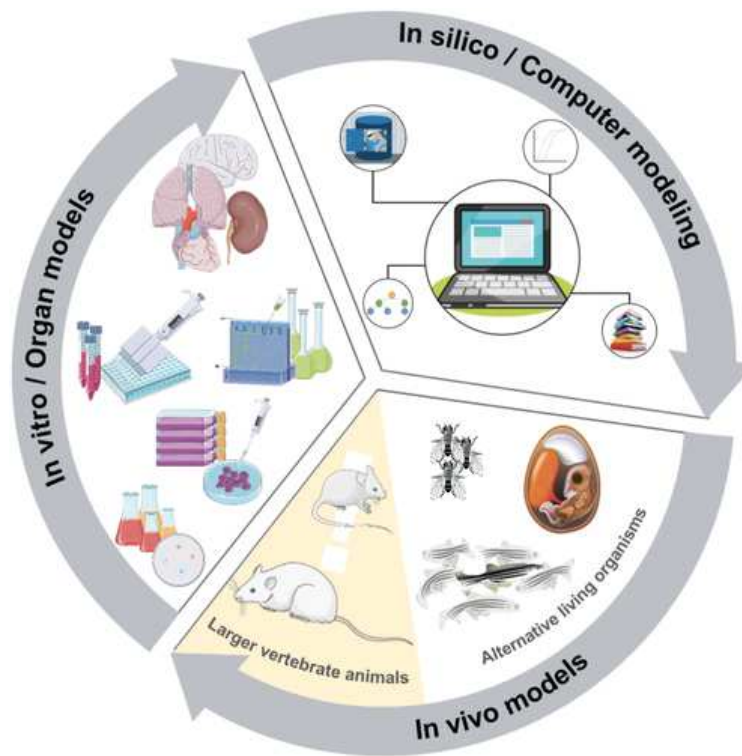 In silico / Computer modeling
In vitro / Organ models
Alternative living organisms
Larger vertebrate animals
In vivo models